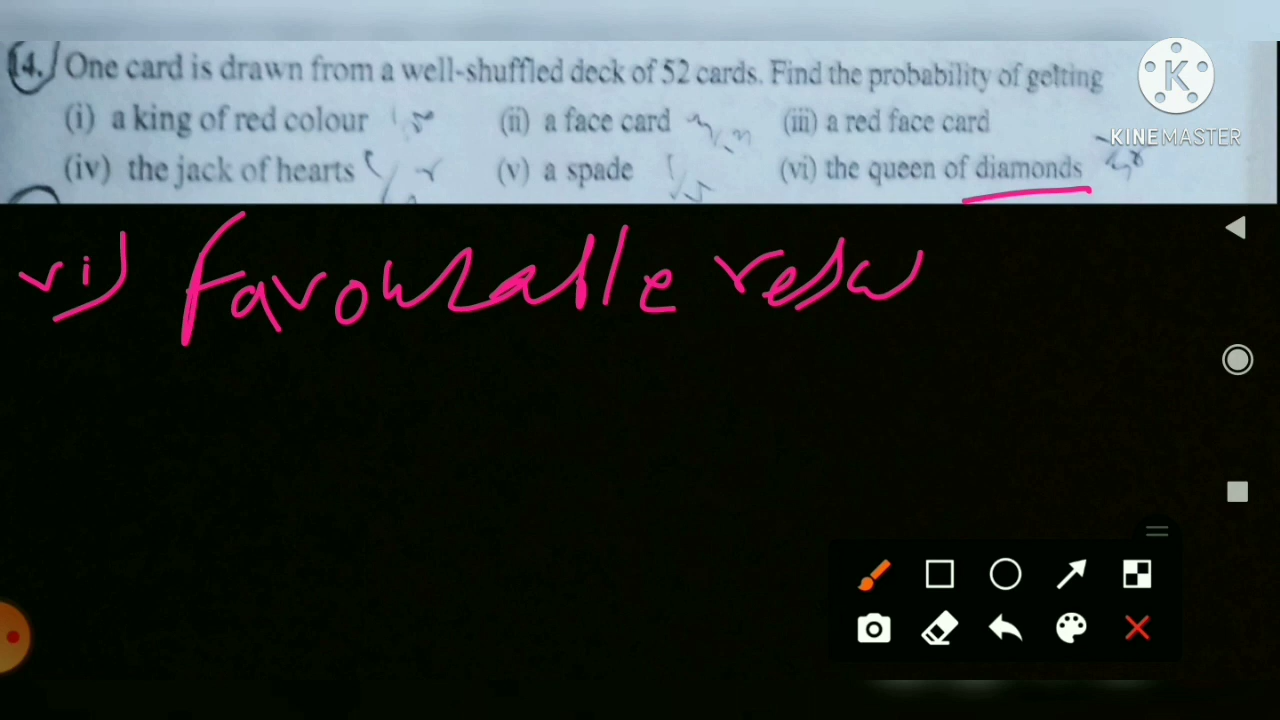 14. One card is drawn from a well-shuffled deck of 52 cards. Find the probability of getting
(i) a king of red colour (ii) a face card (iii) a red face card
(iv) the jack of hearts (v) a spade (vi) the queen of diamonds
K
KINEMASTER
vi) Favourable resu